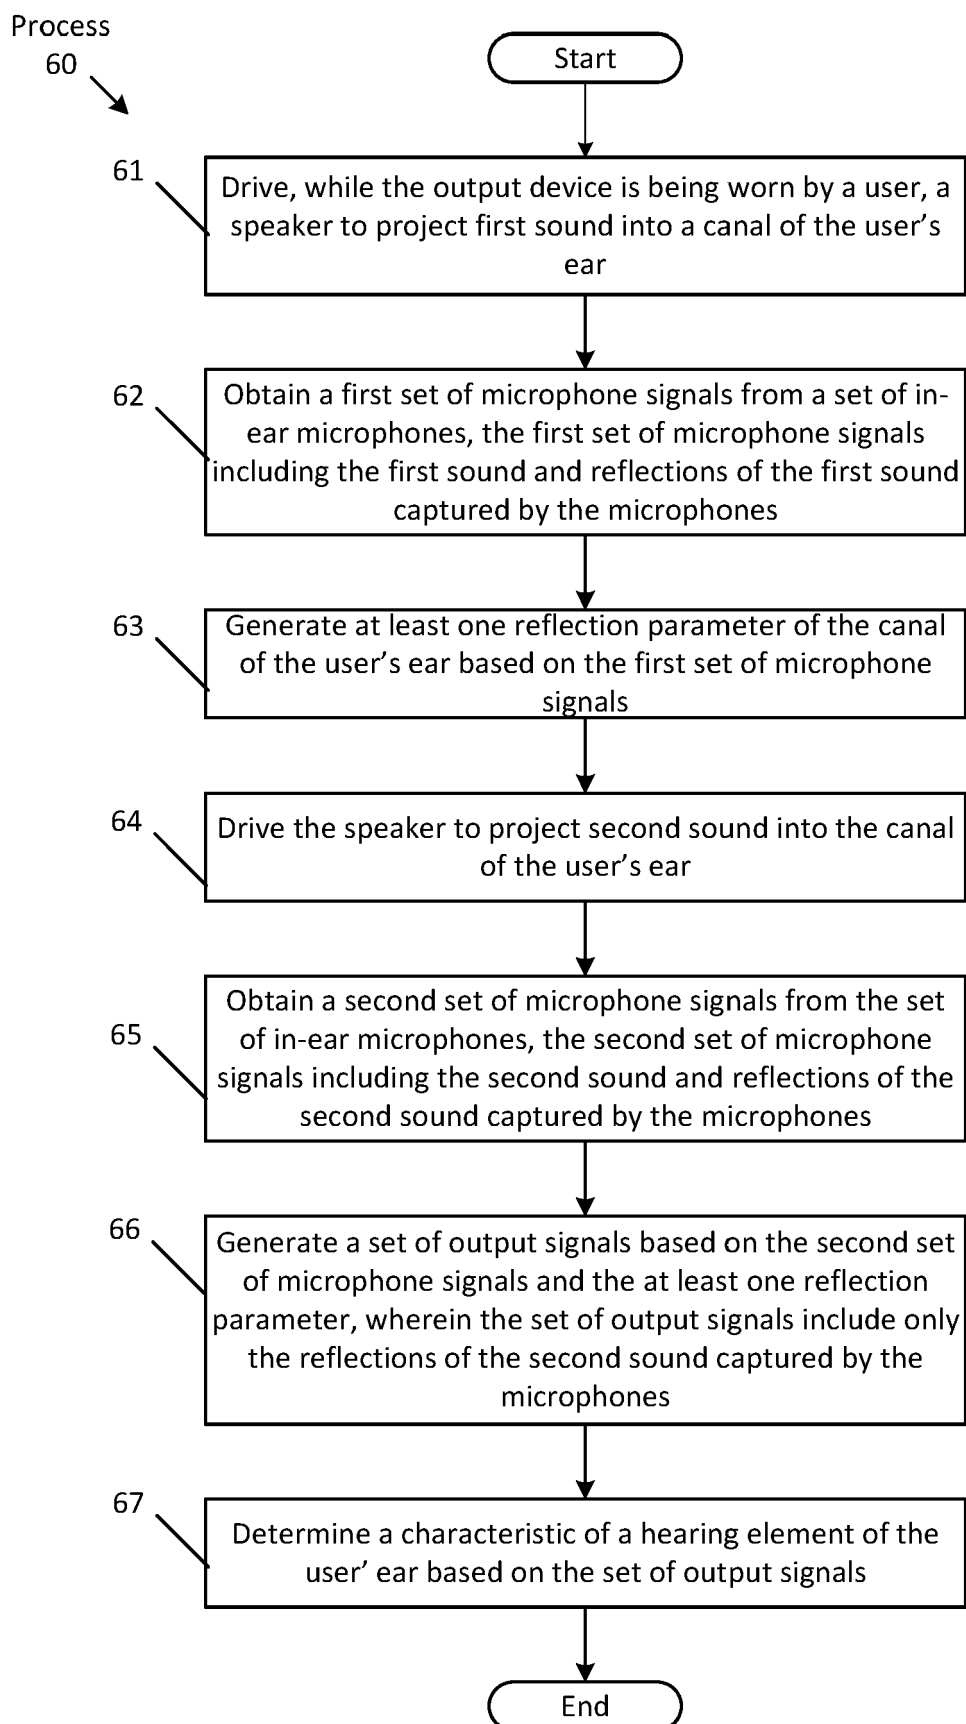 Process
60
Start
61
Drive, while the output device is being worn by a user, a
speaker to project first sound into a canal of the user’s
ear
62
Obtain a first set of microphone signals from a set of in-
ear microphones, the first set of microphone signals
including the first sound and reflections of the first sound
captured by the microphones
63
Generate at least one reflection parameter of the canal
of the user’s ear based on the first set of microphone
signals
64
Drive the speaker to project second sound into the canal
of the user’s ear
65
Obtain a second set of microphone signals from the set
of in-ear microphones, the second set of microphone
signals including the second sound and reflections of the
second sound captured by the microphones
66
Generate a set of output signals based on the second set
of microphone signals and the at least one reflection
parameter, wherein the set of output signals include only
the reflections of the second sound captured by the
microphones
67
Determine a characteristic of a hearing element of the
user’ ear based on the set of output signals
End